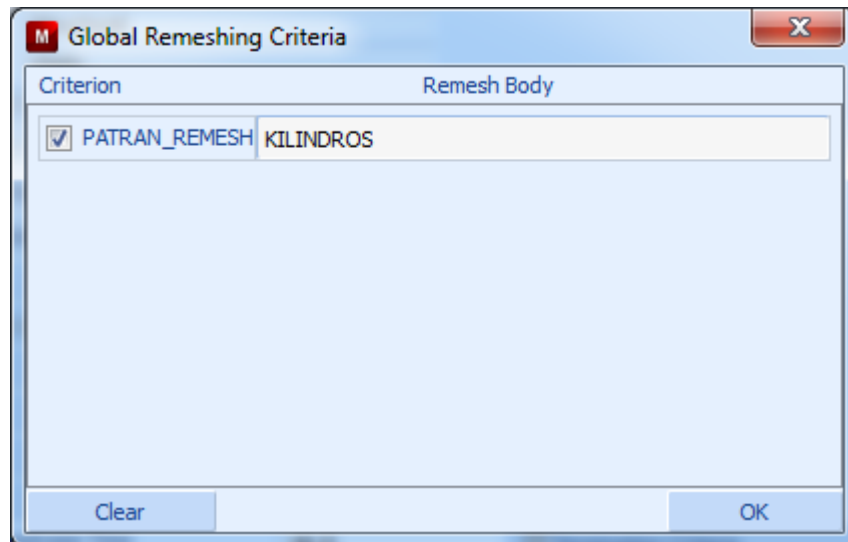 M Global Remeshing Criteria
Criterion Remesh Body
PATRAN_REMESH KILINDROS
Clear OK